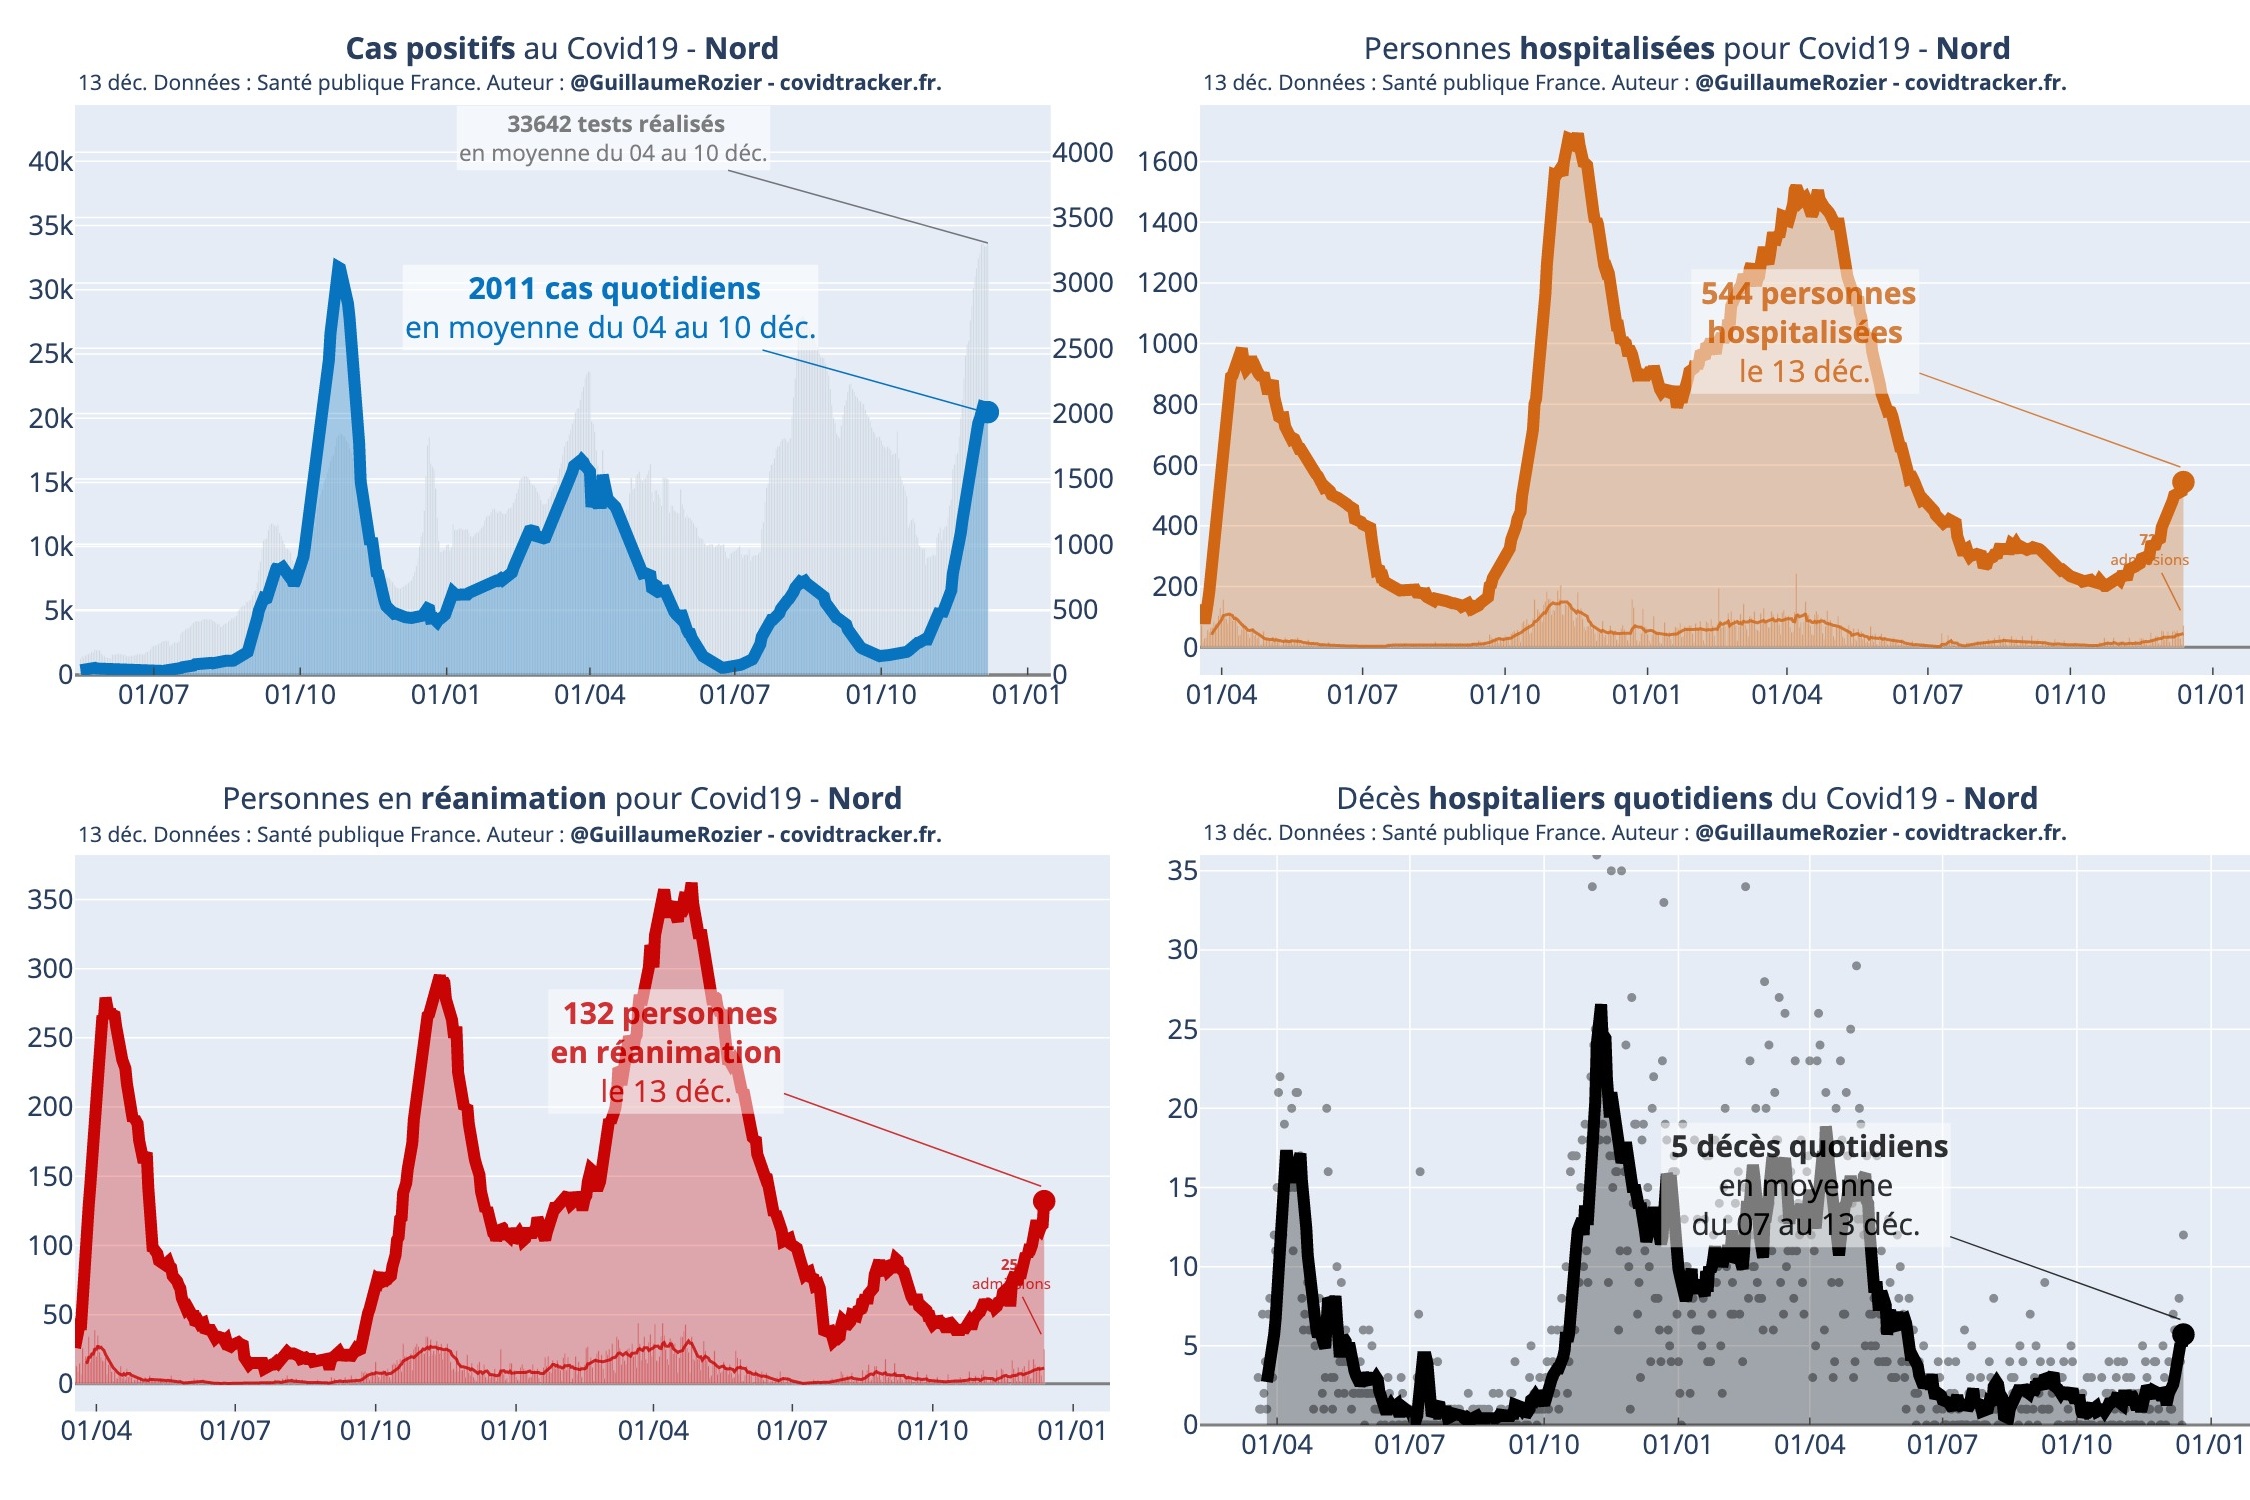 Cas positifs au Covid19 - Nord
13 déc. Données : Santé publique France. Auteur : @GuillaumeRozier - covidtracker.fr.
33642 tests réalisés
en moyenne du 04 au 10 déc.
2011 cas quotidiens
en moyenne du 04 au 10 déc.
40k
35k
30k
25k
20k
15k
10k
5k
0
4000
3500
3000
2500
2000
1500
1000
500
0
01/07 01/10 01/01 01/04 01/07 01/10 01/01
Personnes hospitalisées pour Covid19 - Nord
13 déc. Données : Santé publique France. Auteur : @GuillaumeRozier - covidtracker.fr.
544 personnes
hospitalisées
le 13 déc.
1600
1400
1200
1000
800
600
400
200
0
01/04 01/07 01/10 01/01 01/04 01/07 01/10 01/01
Personnes en réanimation pour Covid19 - Nord
13 déc. Données : Santé publique France. Auteur : @GuillaumeRozier - covidtracker.fr.
132 personnes
en réanimation
le 13 déc.
25
admissions
350
300
250
200
150
100
50
0
01/04 01/07 01/10 01/01 01/04 01/07 01/10 01/01
Décès hospitaliers quotidiens du Covid19 - Nord
13 déc. Données : Santé publique France. Auteur : @GuillaumeRozier - covidtracker.fr.
5 décès quotidiens
en moyenne
du 07 au 13 déc.
35
30
25
20
15
10
5
0
01/04 01/07 01/10 01/01 01/04 01/07 01/10 01/01